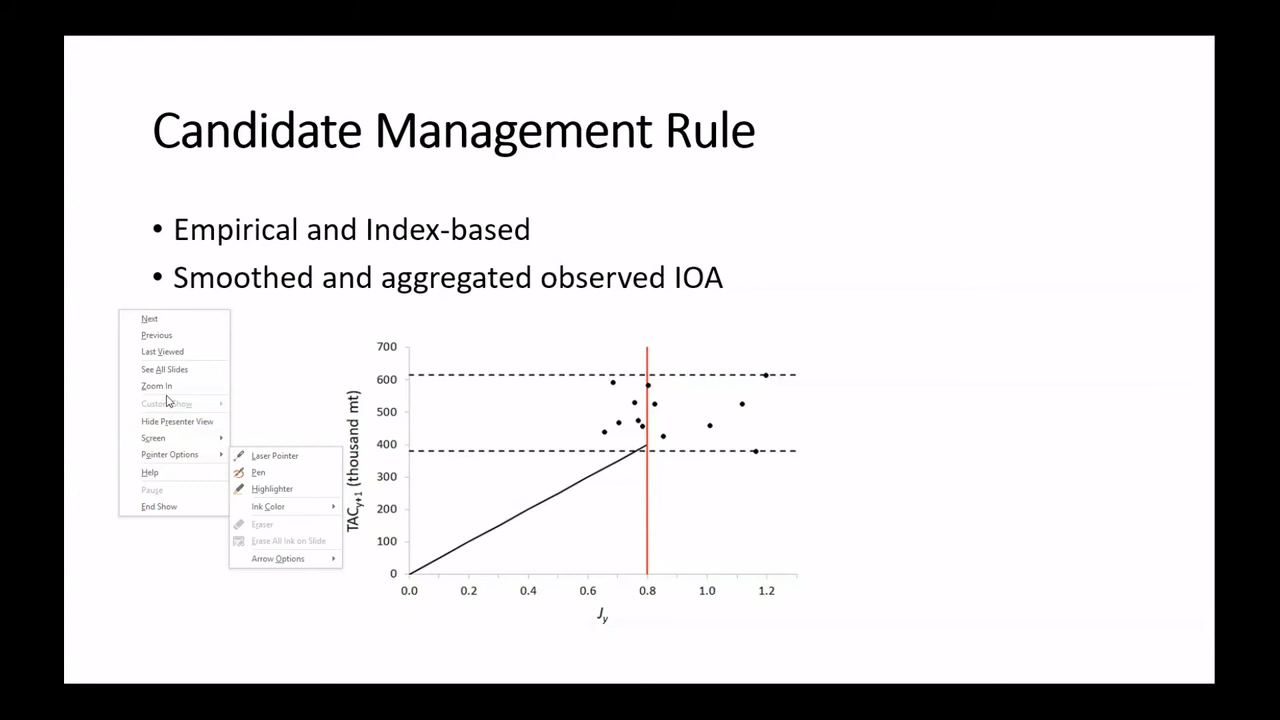 Candidate Management Rule
• Empirical and Index-based
• Smoothed and aggregated observed IOA
Next
Previous
Last Viewed
See All Slides
Zoom In
Custom Show
Hide Presenter View
Screen
Pointer Options
Help
Pause
End Show
Laser Pointer
Pen
Highlighter
Ink Color
Eraser
Erase All Ink on Slide
Arrow Options
TACy+1 (thousand mt)
700
600
500
400
300
200
100
0
0.0 0.2 0.4 0.6 0.8 1.0 1.2
Jy